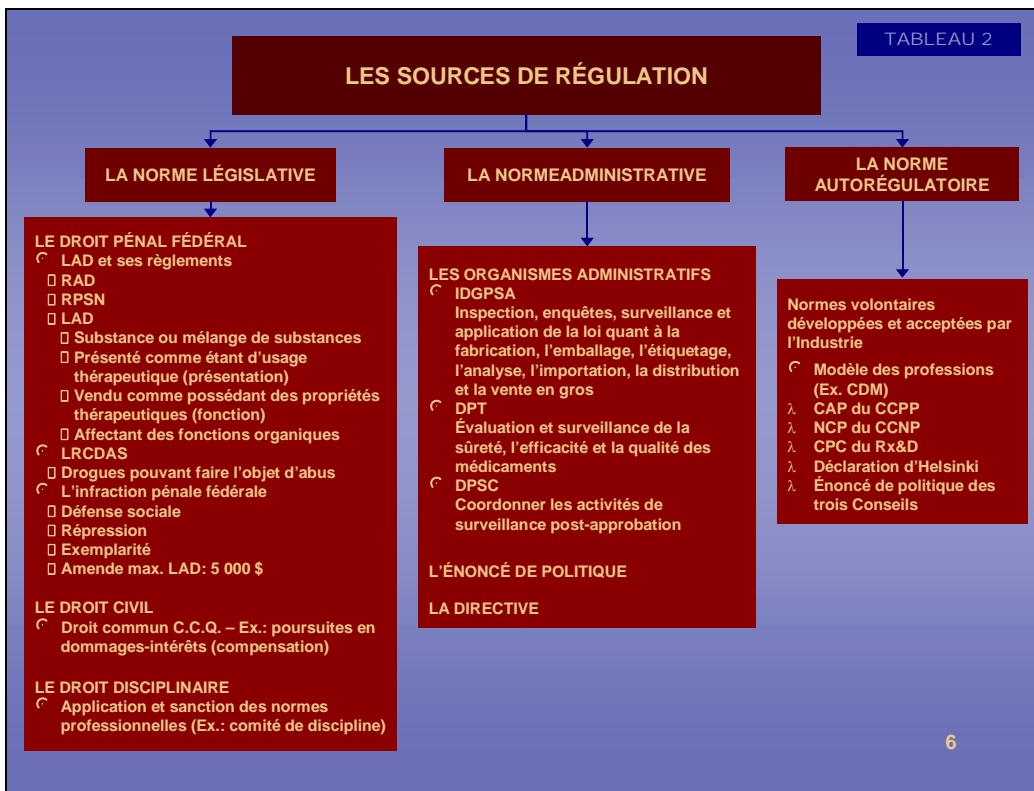 TABLEAU 2
LES SOURCES DE RÉGULATION
LA NORME LÉGISLATIVE
LE DROIT PÉNAL FÉDÉRAL
LAD et ses règlements
RAD
RPSN
LAD
Substance ou mélange de substances
Présenté comme étant d'usage
thérapeutique (présentation)
Vendu comme possédant des propriétés
thérapeutiques (fonction)
Affectant des fonctions organiques
LRCDAS
Drogues pouvant faire l'objet d'abus
L'infraction pénale fédérale
Défense sociale
Répression
Exemplarité
Amende max. LAD: 5 000 $
LE DROIT CIVIL
Droit commun C.C.Q. – Ex.: poursuites en
dommages-intérêts (compensation)
LE DROIT DISCIPLINAIRE
Application et sanction des normes
professionnelles (Ex.: comité de discipline)
LA NORMEADMINISTRATIVE
LES ORGANISMES ADMINISTRATIFS
IDGPSA
Inspection, enquêtes, surveillance et
application de la loi quant à la
fabrication, l'emballage, l'étiquetage,
l'analyse, l'importation, la distribution
et la vente en gros
DPT
Évaluation et surveillance de la
sûreté, l'efficacité et la qualité des
médicaments
DPSC
Coordonner les activités de
surveillance post-approbation
L'ÉNONCÉ DE POLITIQUE
LA DIRECTIVE
LA NORME
AUTORÉGULATOIRE
Normes volontaires
développées et acceptées par
l'Industrie
Modèle des professions
(Ex. CDM)
λ CAP du CCPP
λ NCP du CCNP
λ CPC du Rx&D
λ Déclaration d'Helsinki
λ Énoncé de politique des
trois Conseils
6